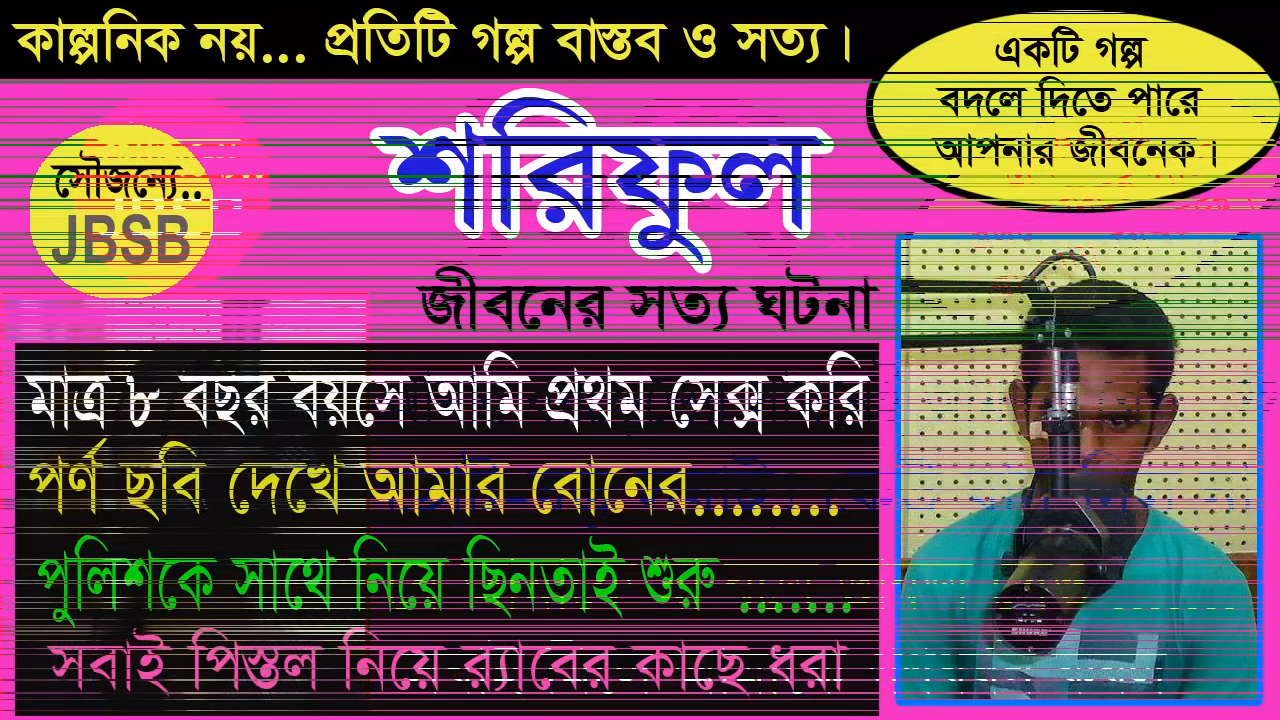 কাল্পনিক নয়... প্রতিটি গল্প বাস্তব ও সত্য।
একটি গল্প
বদলে দিতে পারে
আপনার জীবনেক।
সৌজন্যে..
JBSB
শরিফুল
জীবনের সত্য ঘটনা
মাত্র ৮ বছর বয়সে আমি প্রথম সেক্স করি
পর্ণ ছবি দেখে আমার বোনের........
পুলিশকে সাথে নিয়ে ছিনতাই শুরু .......
সবাই পিস্তল নিয়ে র‍্যাবের কাছে ধরা